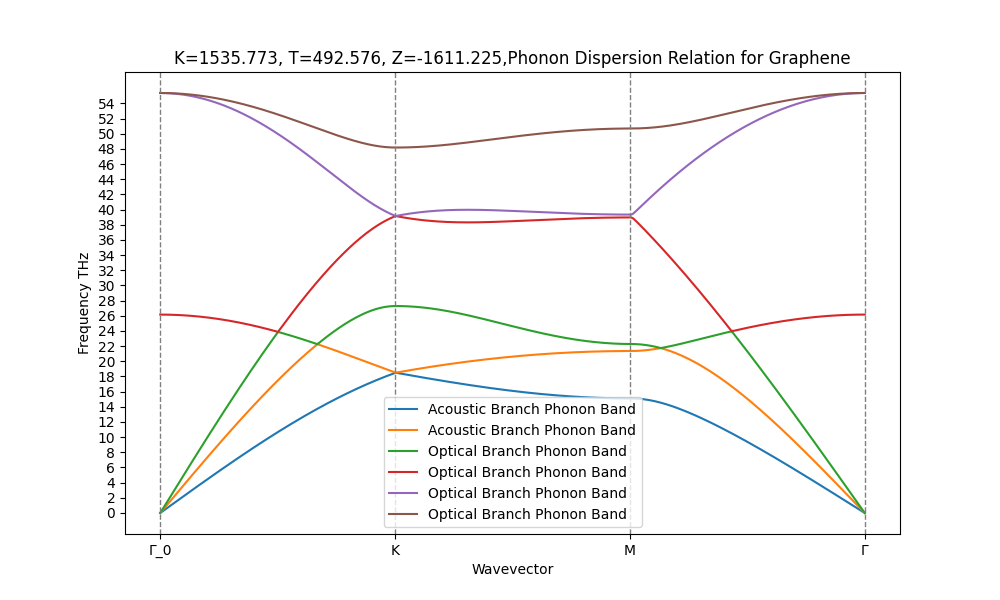 K=1535.773, T=492.576, Z=-1611.225,Phonon Dispersion Relation for Graphene
54
52
50
48
46
44
42
40
38
36
34
32
30
28
26
24
22
20
18
16
14
12
10
8
6
4
2
0
Frequency THz
Acoustic Branch Phonon Band
Acoustic Branch Phonon Band
Optical Branch Phonon Band
Optical Branch Phonon Band
Optical Branch Phonon Band
Optical Branch Phonon Band
Γ_0 K M Γ
Wavevector